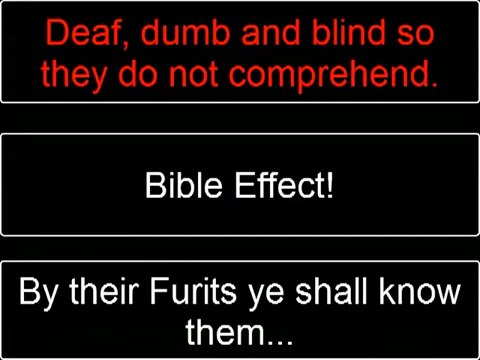 Deaf, dumb and blind so
they do not comprehend.
Bible Effect!
By their Furits ye shall know
them...